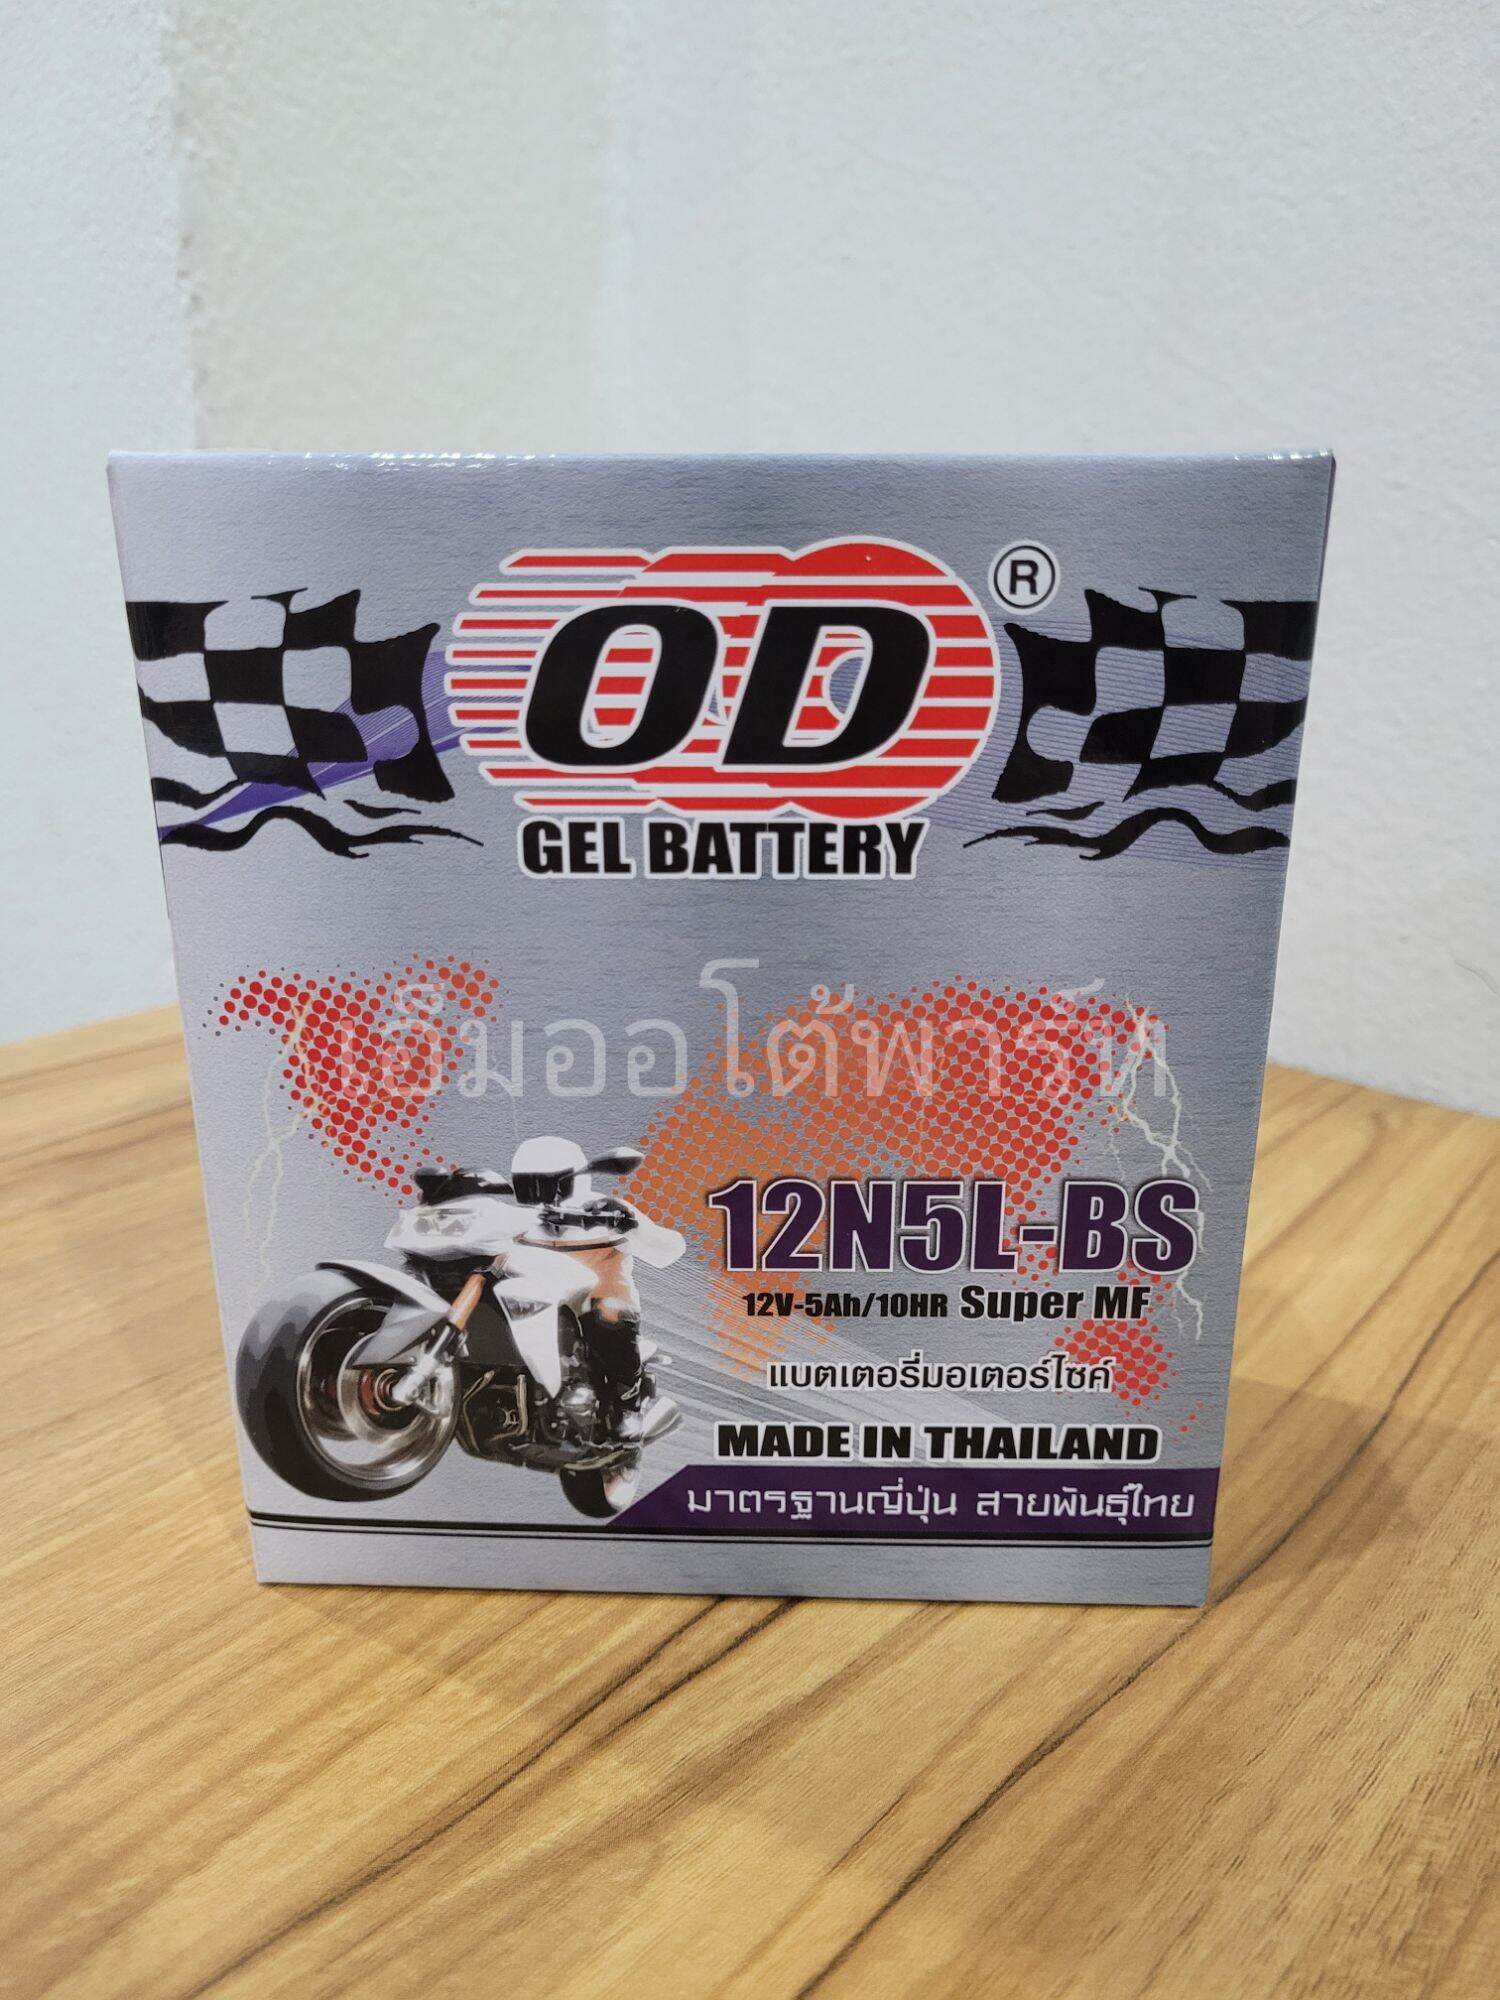 OD ®
GEL BATTERY
เอ็มออโต้พาร์ท
12N5L-BS
12V-5Ah/10HR Super MF
แบตเตอรี่มอเตอร์ไซค์
MADE IN THAILAND
มาตรฐานญี่ปุ่น สายพันธุ์ไทย